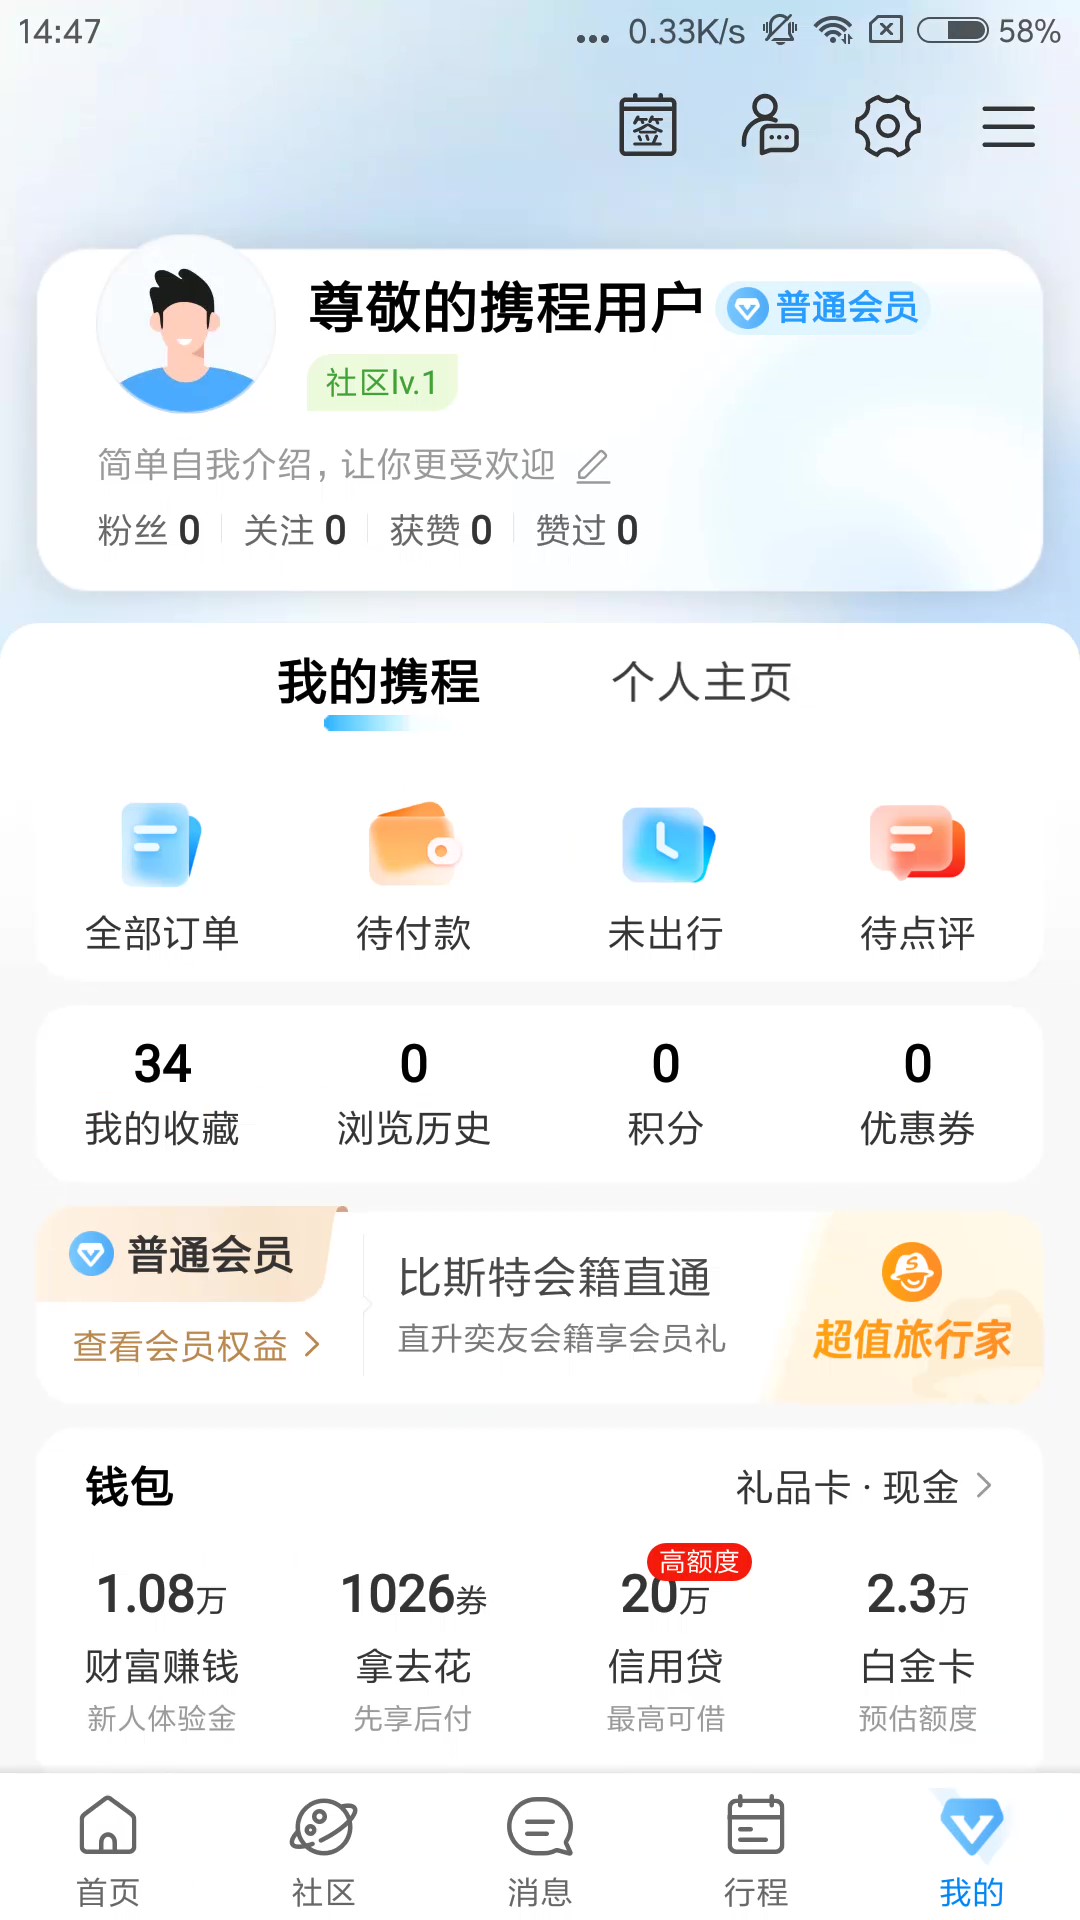 14:47
... 0.33K/s 58%
签
尊敬的携程用户 普通会员
社区lv.1
简单自我介绍，让你更受欢迎
粉丝 0 关注 0 获赞 0 赞过 0
我的携程 个人主页
全部订单 待付款 未出行 待点评
34 0 0 0
我的收藏 浏览历史 积分 优惠券
普通会员
查看会员权益
比斯特会籍直通
直升奕友会籍享会员礼
超值旅行家
钱包 礼品卡 · 现金
高额度
1.08万 1026券 20万 2.3万
财富赚钱 拿去花 信用贷 白金卡
新人体验金 先享后付 最高可借 预估额度
首页 社区 消息 行程 我的